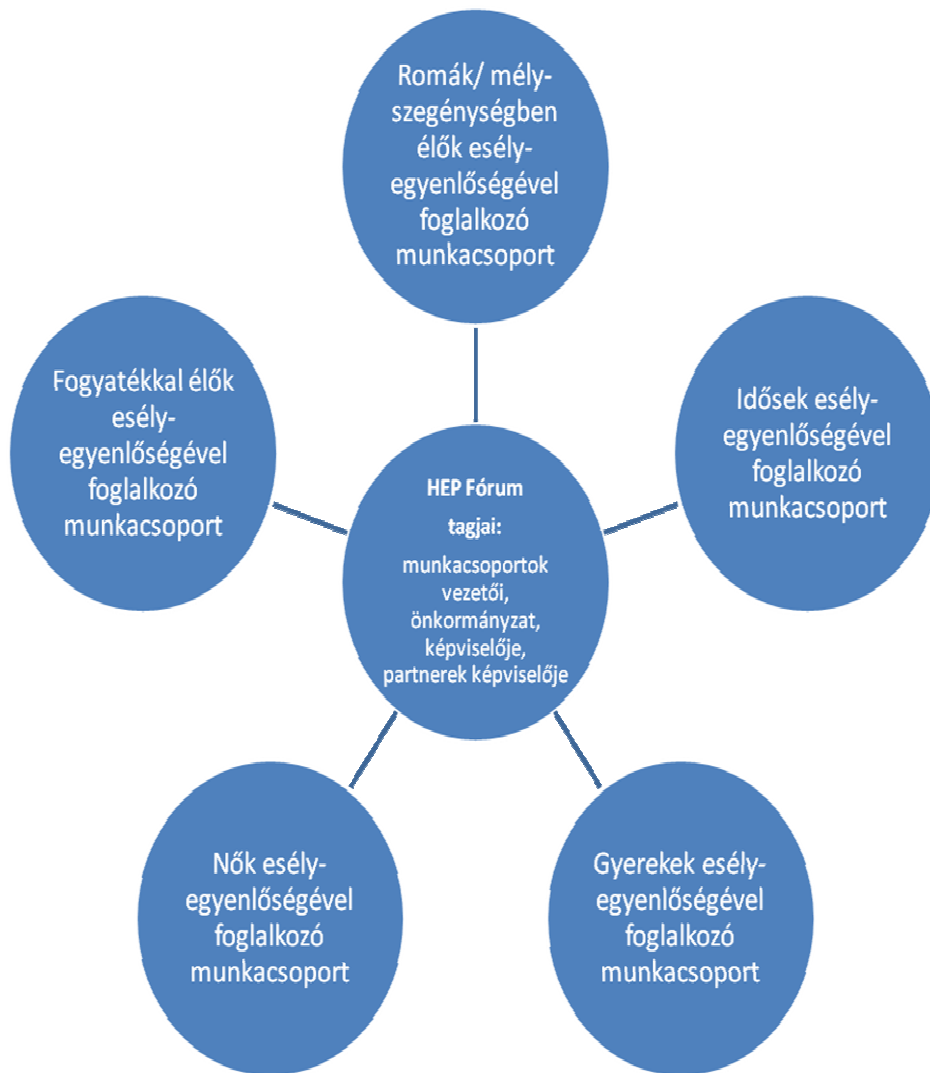 Romák/ mély-
szegénységben
élők esély-
egyenlőségével
foglalkozó
munkacsoport
Fogyatékkal élők
esély-
egyenlőségével
foglalkozó
munkacsoport
Idősek esély-
egyenlőségével
foglalkozó
munkacsoport
HEP Fórum
tagjai:
munkacsoportok
vezetői,
önkormányzat,
képviselője,
partnerek képviselője
Nők esély-
egyenlőségével
foglalkozó
munkacsoport
Gyerekek esély-
egyenlőségével
foglalkozó
munkacsoport